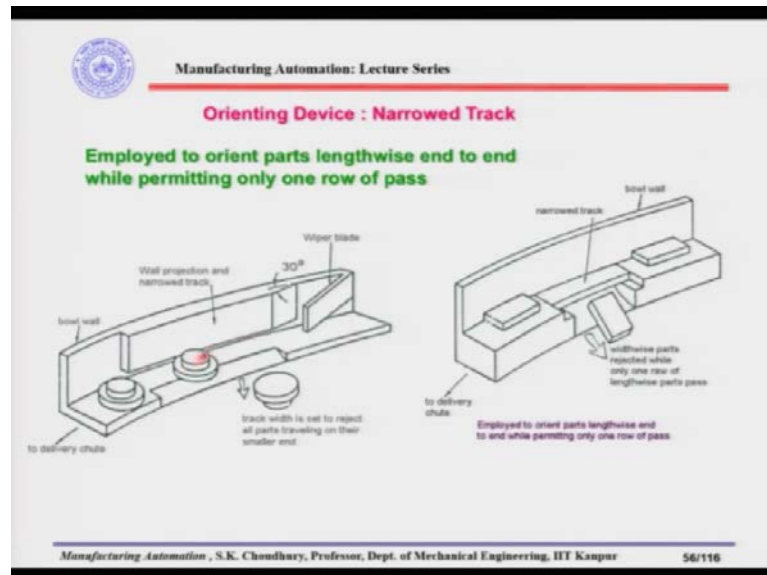 Manufacturing Automation: Lecture Series
Orienting Device : Narrowed Track
Employed to orient parts lengthwise end to end
while permitting only one row of pass
bowl wall
narrowed track
Wiper blade
30°
Wall projection and
narrowed track
bowl wall
widthwise parts
rejected while
only one row of
lengthwise parts pass
to delivery
chute
track width is set to reject
all parts traveling on their
smaller end
to delivery chute
Employed to orient parts lengthwise end
to end while permitting only one row of pass
Manufacturing Automation , S.K. Choudhury, Professor, Dept. of Mechanical Engineering, IIT Kanpur
56/116